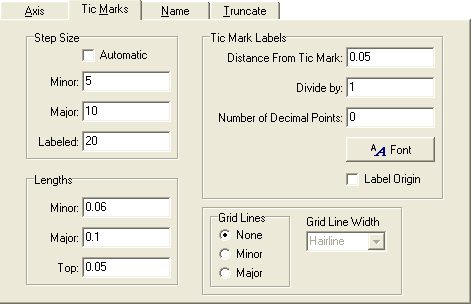 Axis
Tic Marks
Name
Truncate
Step Size
Automatic
Minor: 5
Major: 10
Labeled: 20
Lengths
Minor: 0.06
Major: 0.1
Top: 0.05
Tic Mark Labels
Distance From Tic Mark: 0.05
Divide by: 1
Number of Decimal Points: 0
AA Font
Label Origin
Grid Lines
None
Minor
Major
Grid Line Width
Hairline